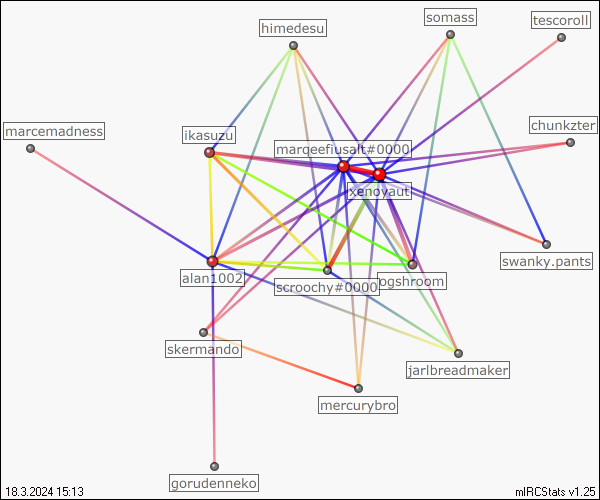 somass
tescoroll
himedesu
chunkzter
marcemadness
ikasuzu
marqeefiusalt#0000
xenoyaut
swanky.pants
alan1002
scroochy#0000
ogshroom
skermando
jarlbreadmaker
mercurybro
gorudenneko
18.3.2024 15:13
mIRCStats v1.25